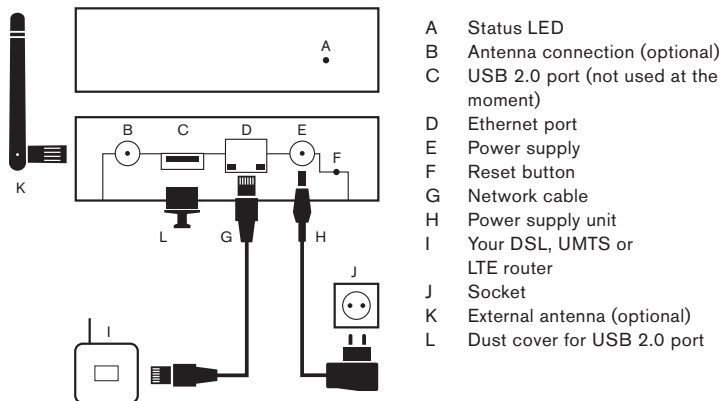 A
B
C
D
E
F
K
L
G
H
J
I
A Status LED
B Antenna connection (optional)
C USB 2.0 port (not used at the
moment)
D Ethernet port
E Power supply
F Reset button
G Network cable
H Power supply unit
I Your DSL, UMTS or
LTE router
J Socket
K External antenna (optional)
L Dust cover for USB 2.0 port